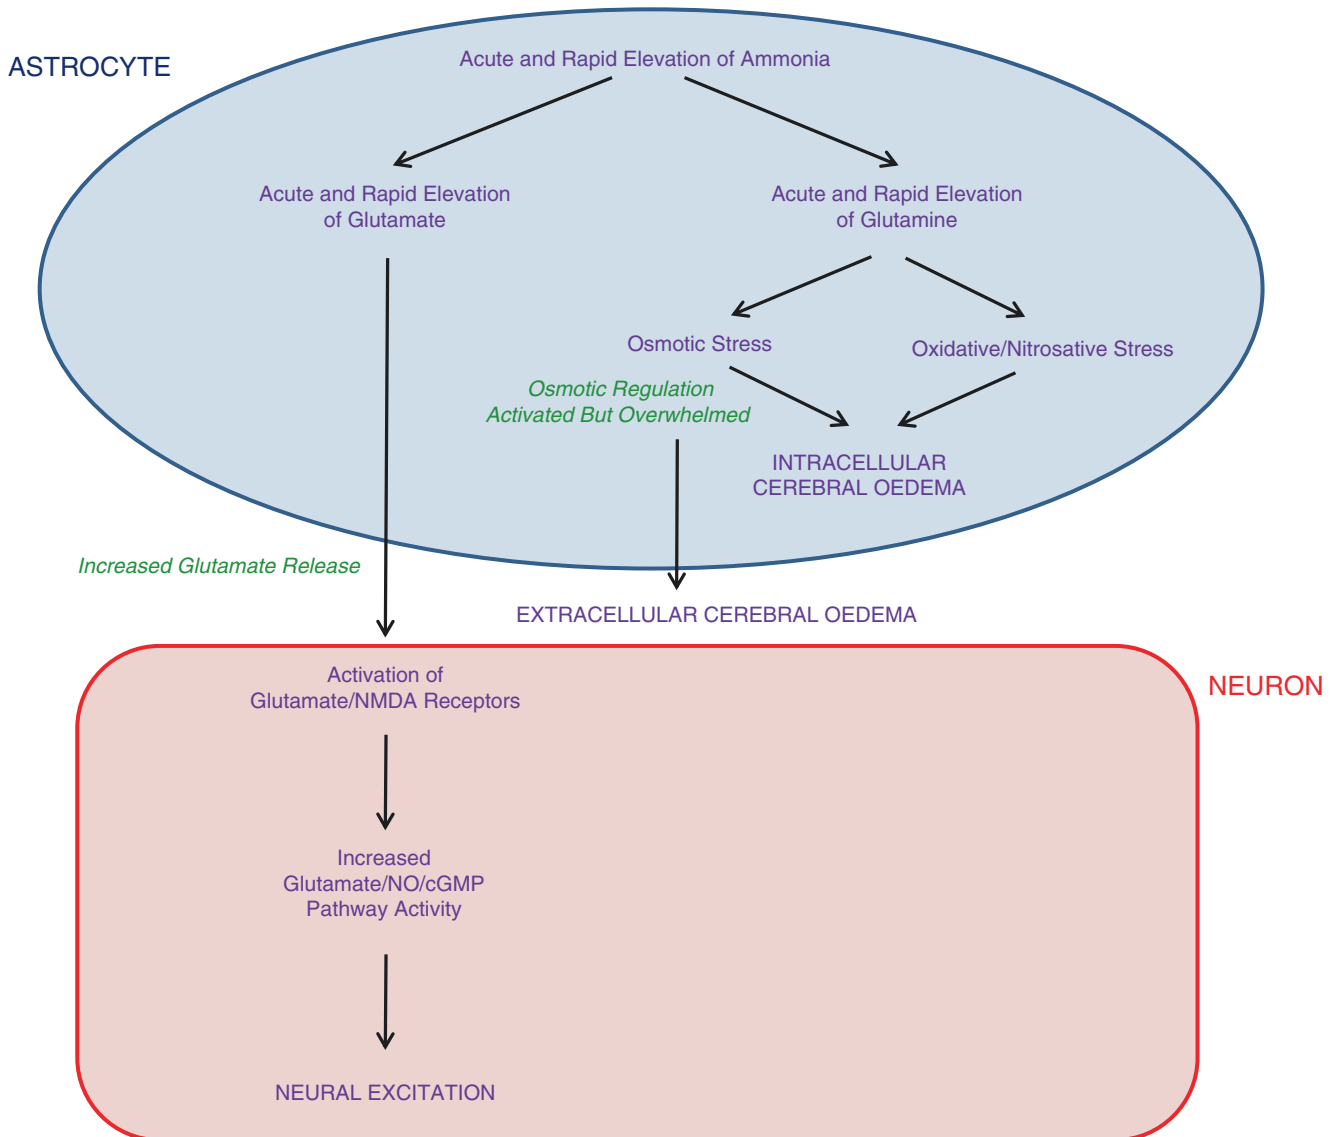 ASTROCYTE
Acute and Rapid Elevation of Ammonia
Acute and Rapid Elevation
of Glutamate
Acute and Rapid Elevation
of Glutamine
Osmotic Stress
Oxidative/Nitrosative Stress
Osmotic Regulation
Activated But Overwhelmed
INTRACELLULAR
CEREBRAL OEDEMA
Increased Glutamate Release
EXTRACELLULAR CEREBRAL OEDEMA
NEURON
Activation of
Glutamate/NMDA Receptors
Increased
Glutamate/NO/cGMP
Pathway Activity
NEURAL EXCITATION